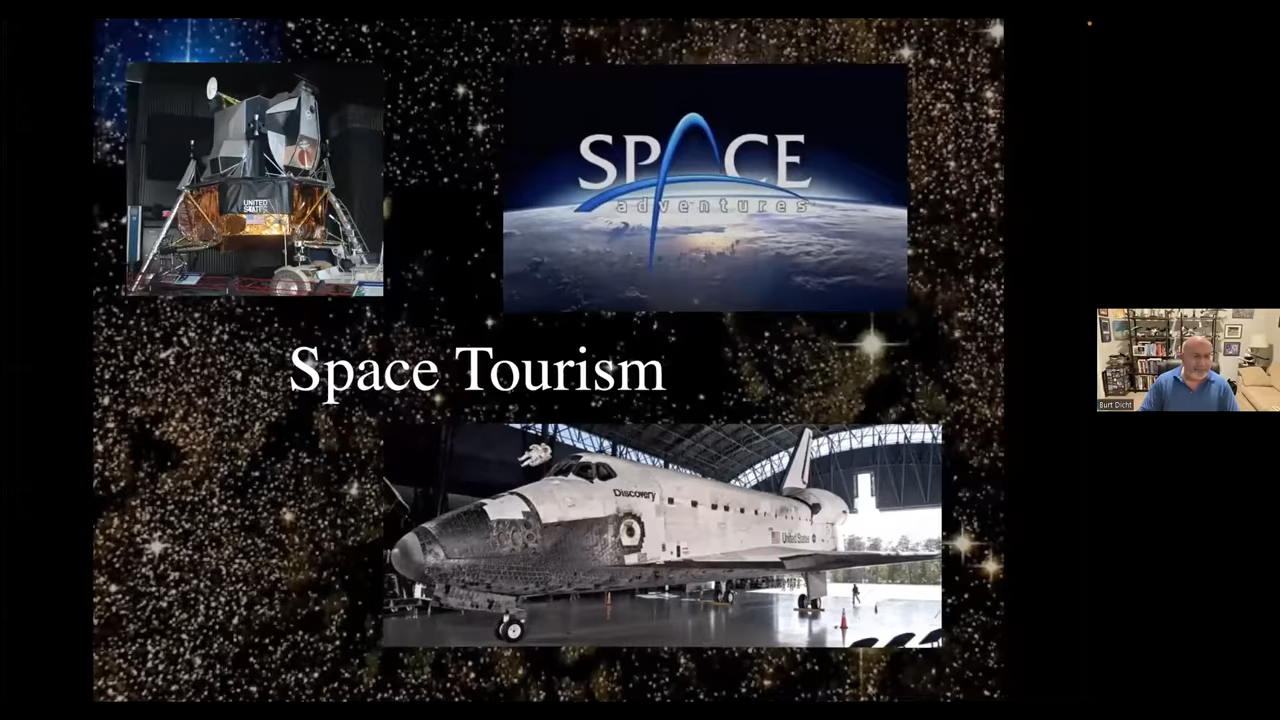 UNITED
STATES
SPACE
adventures
Space Tourism
Discovery
United States
Burt Dicht